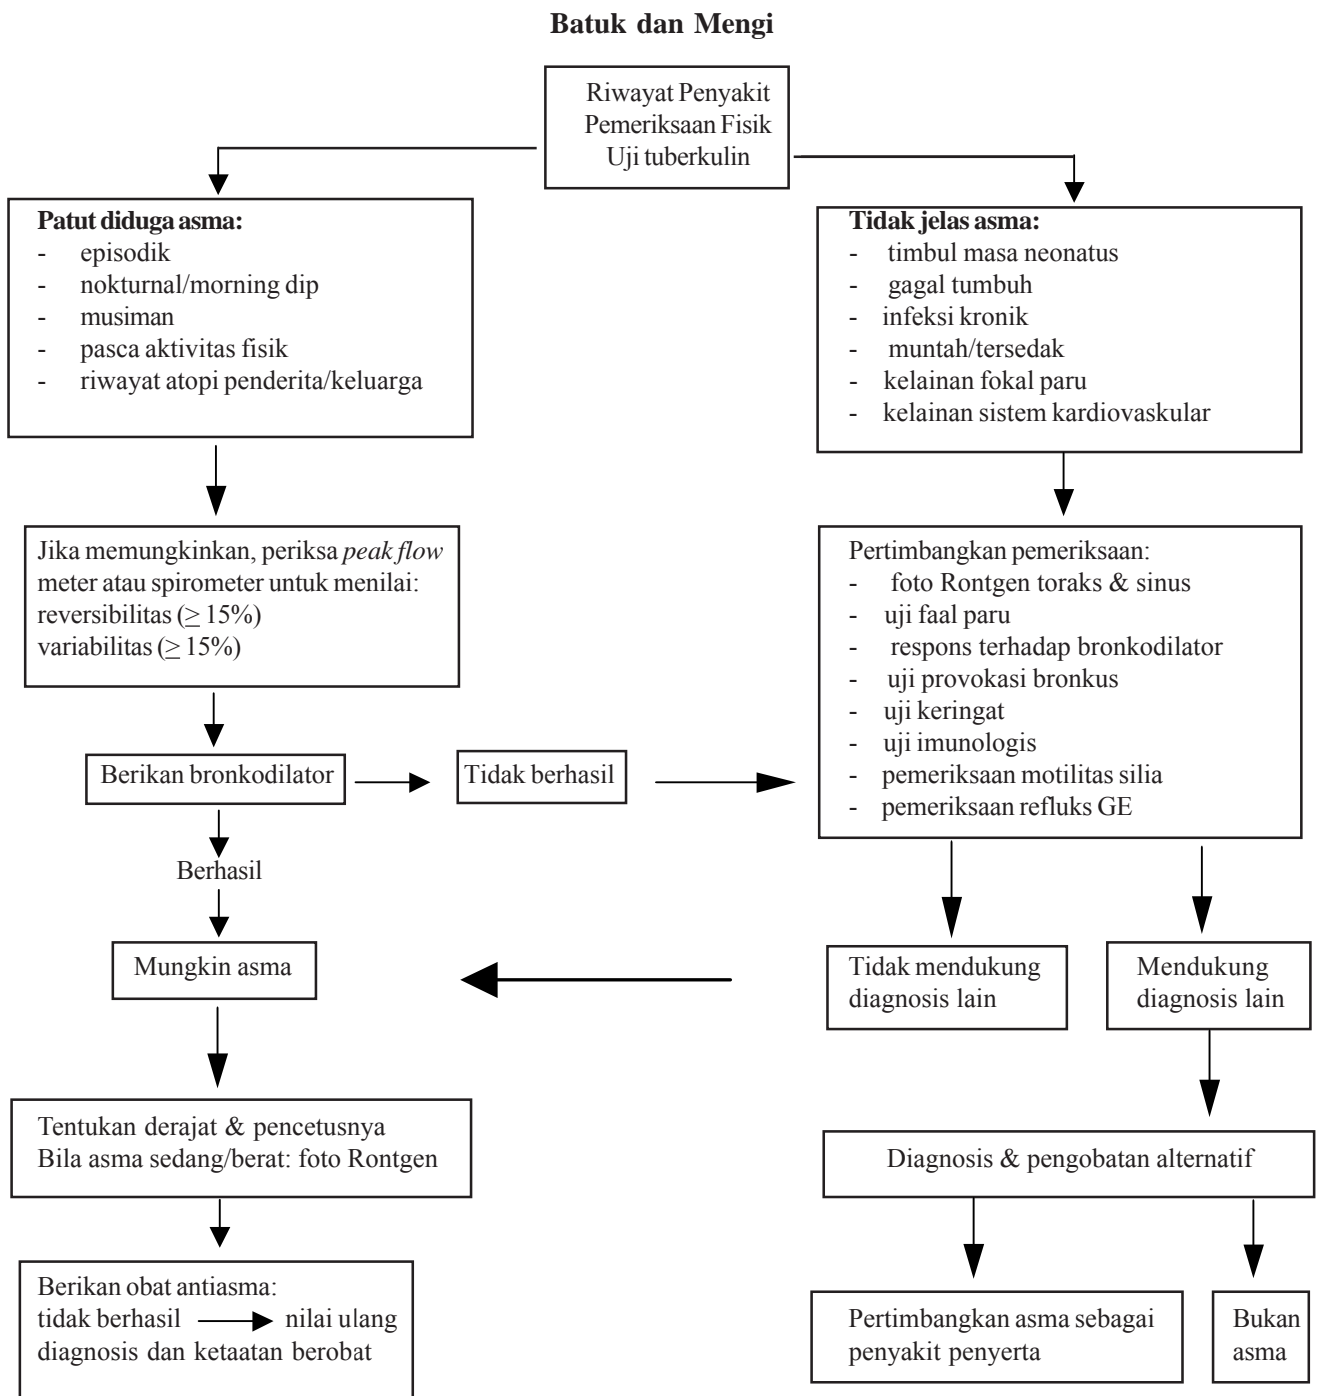 Batuk dan Mengi
Riwayat Penyakit
Pemeriksaan Fisik
Uji tuberkulin
Patut diduga asma:
- episodik
- nokturnal/morning dip
- musiman
- pasca aktivitas fisik
- riwayat atopi penderita/keluarga
Tidak jelas asma:
- timbul masa neonatus
- gagal tumbuh
- infeksi kronik
- muntah/tersedak
- kelainan fokal paru
- kelainan sistem kardiovaskular
Jika memungkinkan, periksa peak flow
meter atau spirometer untuk menilai:
reversibilitas (≥ 15%)
variabilitas (≥ 15%)
Pertimbangkan pemeriksaan:
- foto Rontgen toraks & sinus
- uji faal paru
- respons terhadap bronkodilator
- uji provokasi bronkus
- uji keringat
- uji imunologis
- pemeriksaan motilitas silia
- pemeriksaan refluks GE
Berikan bronkodilator
Tidak berhasil
Berhasil
Mungkin asma
Tidak mendukung
diagnosis lain
Mendukung
diagnosis lain
Tentukan derajat & pencetusnya
Bila asma sedang/berat: foto Rontgen
Diagnosis & pengobatan alternatif
Berikan obat antiasma:
tidak berhasil → nilai ulang
diagnosis dan ketaatan berobat
Pertimbangkan asma sebagai
penyakit penyerta
Bukan
asma